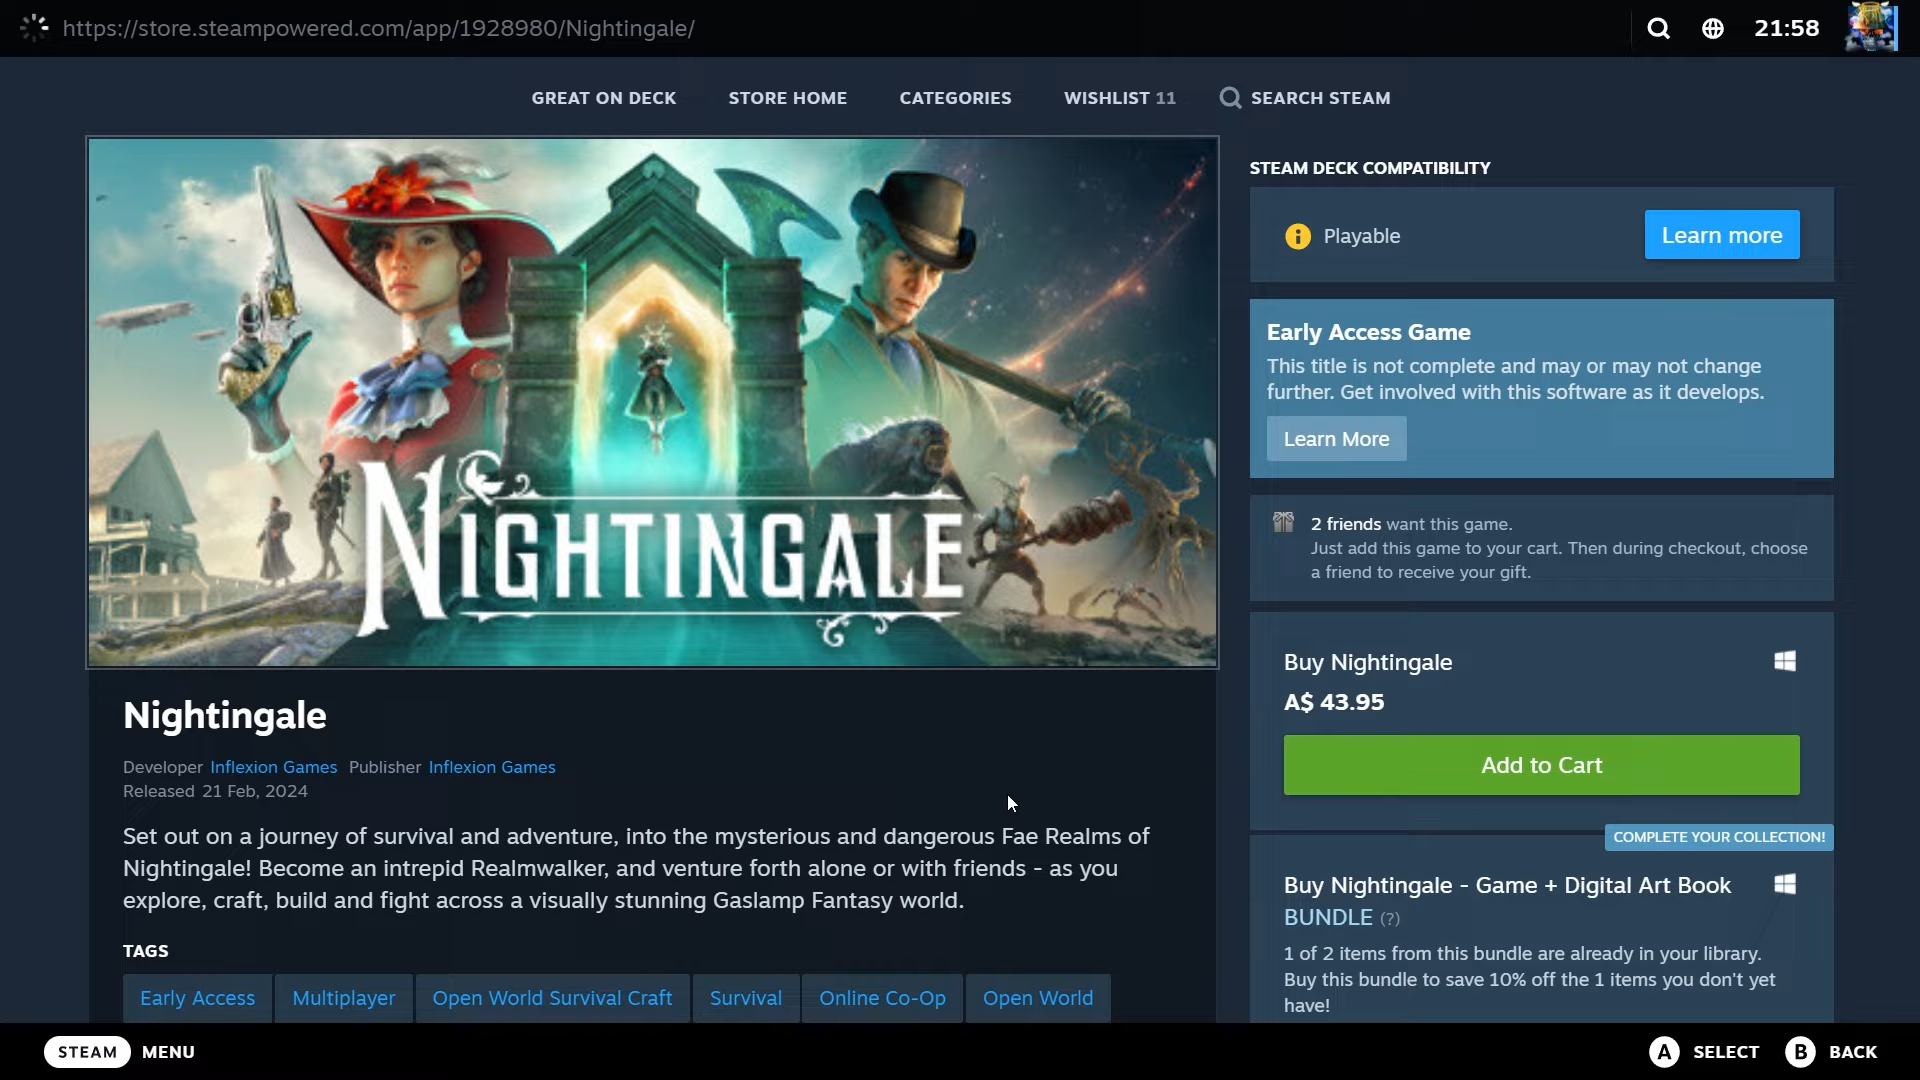 https://store.steampowered.com/app/1928980/Nightingale/
21:58
GREAT ON DECK
STORE HOME
CATEGORIES
WISHLIST 11
SEARCH STEAM
NIGHTINGALE
Nightingale
Developer Inflexion Games Publisher Inflexion Games
Released 21 Feb, 2024
Set out on a journey of survival and adventure, into the mysterious and dangerous Fae Realms of
Nightingale! Become an intrepid Realmwalker, and venture forth alone or with friends - as you
explore, craft, build and fight across a visually stunning Gaslamp Fantasy world.
TAGS
Early Access
Multiplayer
Open World Survival Craft
Survival
Online Co-Op
Open World
STEAM DECK COMPATIBILITY
Playable
Learn more
Early Access Game
This title is not complete and may or may not change
further. Get involved with this software as it develops.
Learn More
2 friends want this game.
Just add this game to your cart. Then during checkout, choose
a friend to receive your gift.
Buy Nightingale
A$ 43.95
Add to Cart
COMPLETE YOUR COLLECTION!
Buy Nightingale - Game + Digital Art Book
BUNDLE (?)
1 of 2 items from this bundle are already in your library.
Buy this bundle to save 10% off the 1 items you don't yet
have!
STEAM MENU
A SELECT
B BACK